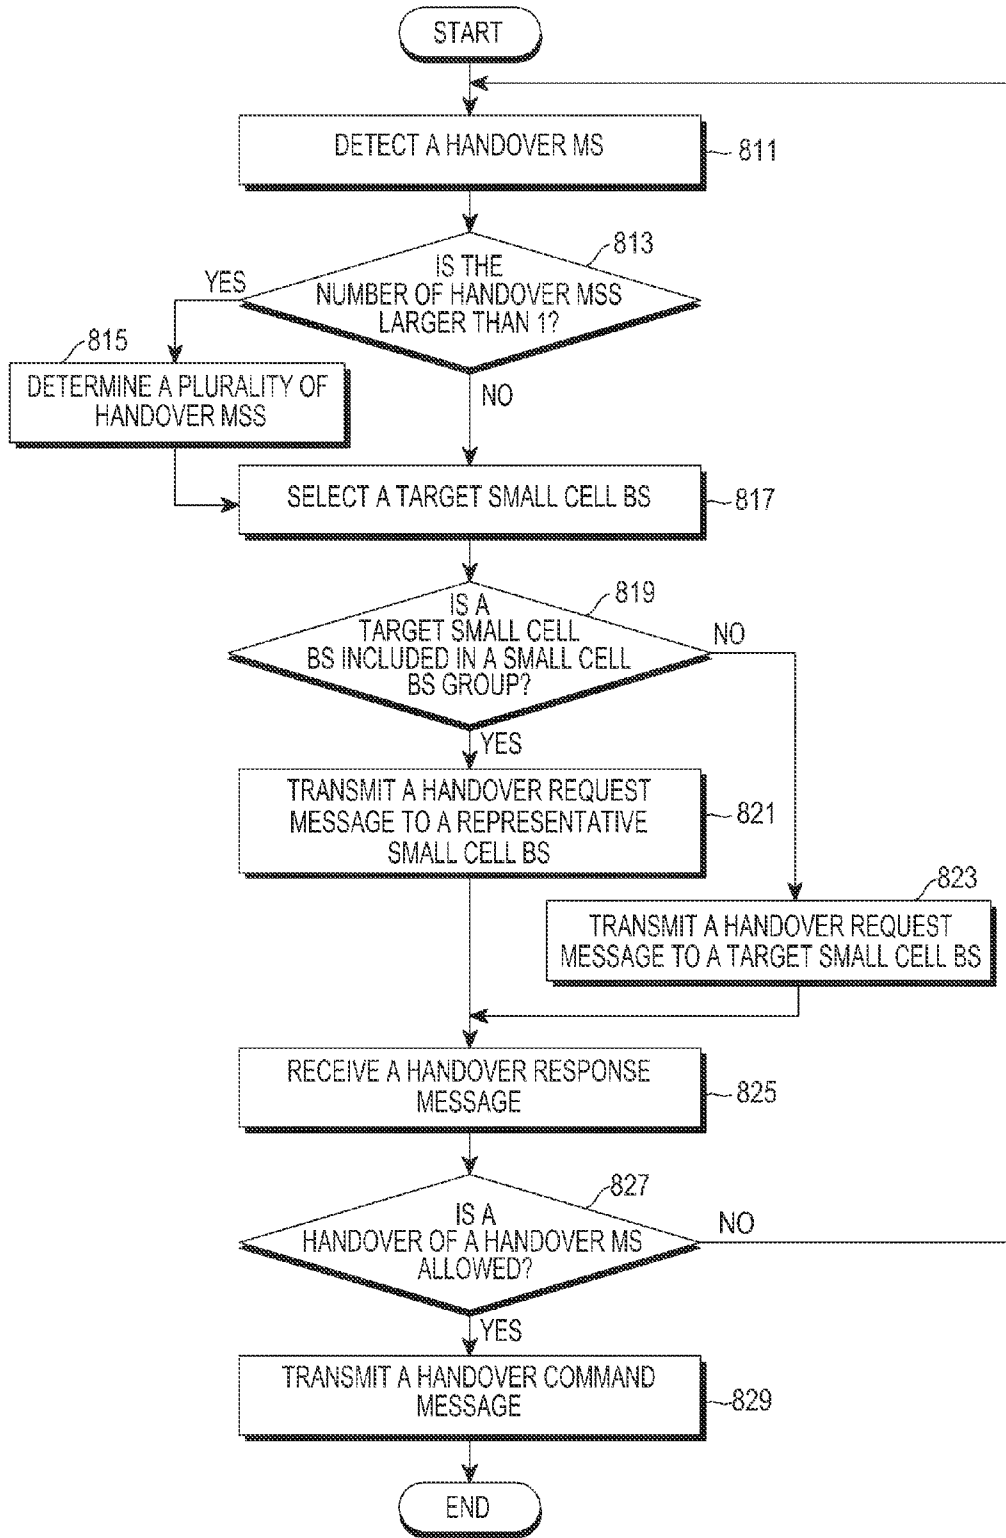 START
DETECT A HANDOVER MS
811
813
IS THE
NUMBER OF HANDOVER MSS
LARGER THAN 1?
YES
815
DETERMINE A PLURALITY OF
HANDOVER MSS
NO
SELECT A TARGET SMALL CELL BS
817
819
IS A
TARGET SMALL CELL
BS INCLUDED IN A SMALL CELL
BS GROUP?
NO
YES
TRANSMIT A HANDOVER REQUEST
MESSAGE TO A REPRESENTATIVE
SMALL CELL BS
821
823
TRANSMIT A HANDOVER REQUEST
MESSAGE TO A TARGET SMALL CELL BS
RECEIVE A HANDOVER RESPONSE
MESSAGE
825
827
IS A
HANDOVER OF A HANDOVER MS
ALLOWED?
NO
YES
TRANSMIT A HANDOVER COMMAND
MESSAGE
829
END